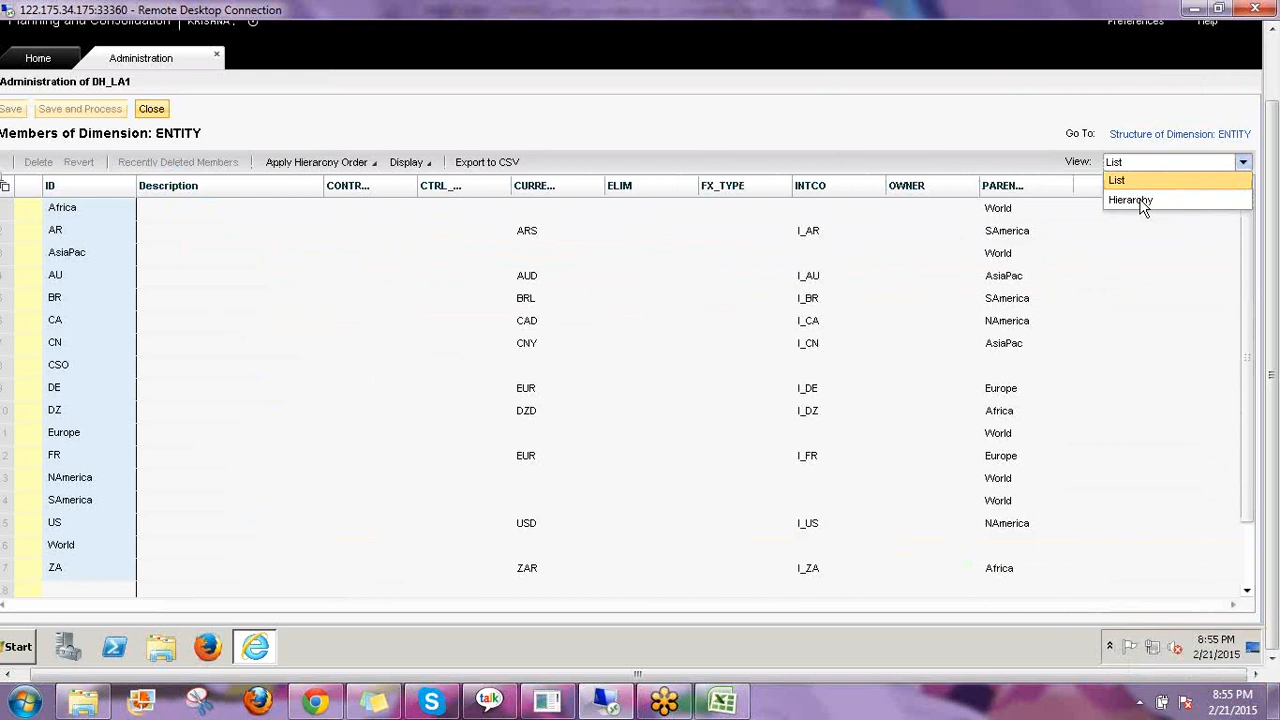 122.175.34.175:33360 - Remote Desktop Connection
Planning and Consolidation KRISHNA
Preferences Help
Home Administration
Administration of DH_LA1
Save Save and Process Close
Members of Dimension: ENTITY
Go To: Structure of Dimension: ENTITY
Delete Revert Recently Deleted Members Apply Hierarchy Order Display Export to CSV
View: List
List
Hierarchy
ID Description CONTR... CTRL_... CURRE... ELIM FX_TYPE INTCO OWNER PAREN...
Africa World
AR ARS I_AR SAmerica
AsiaPac World
AU AUD I_AU AsiaPac
BR BRL I_BR SAmerica
CA CAD I_CA NAmerica
CN CNY I_CN AsiaPac
CSO
DE EUR I_DE Europe
DZ DZD I_DZ Africa
Europe World
FR EUR I_FR Europe
NAmerica World
SAmerica World
US USD I_US NAmerica
World
ZA ZAR I_ZA Africa
Start
8:55 PM
2/21/2015
talk
8:55 PM
2/21/2015